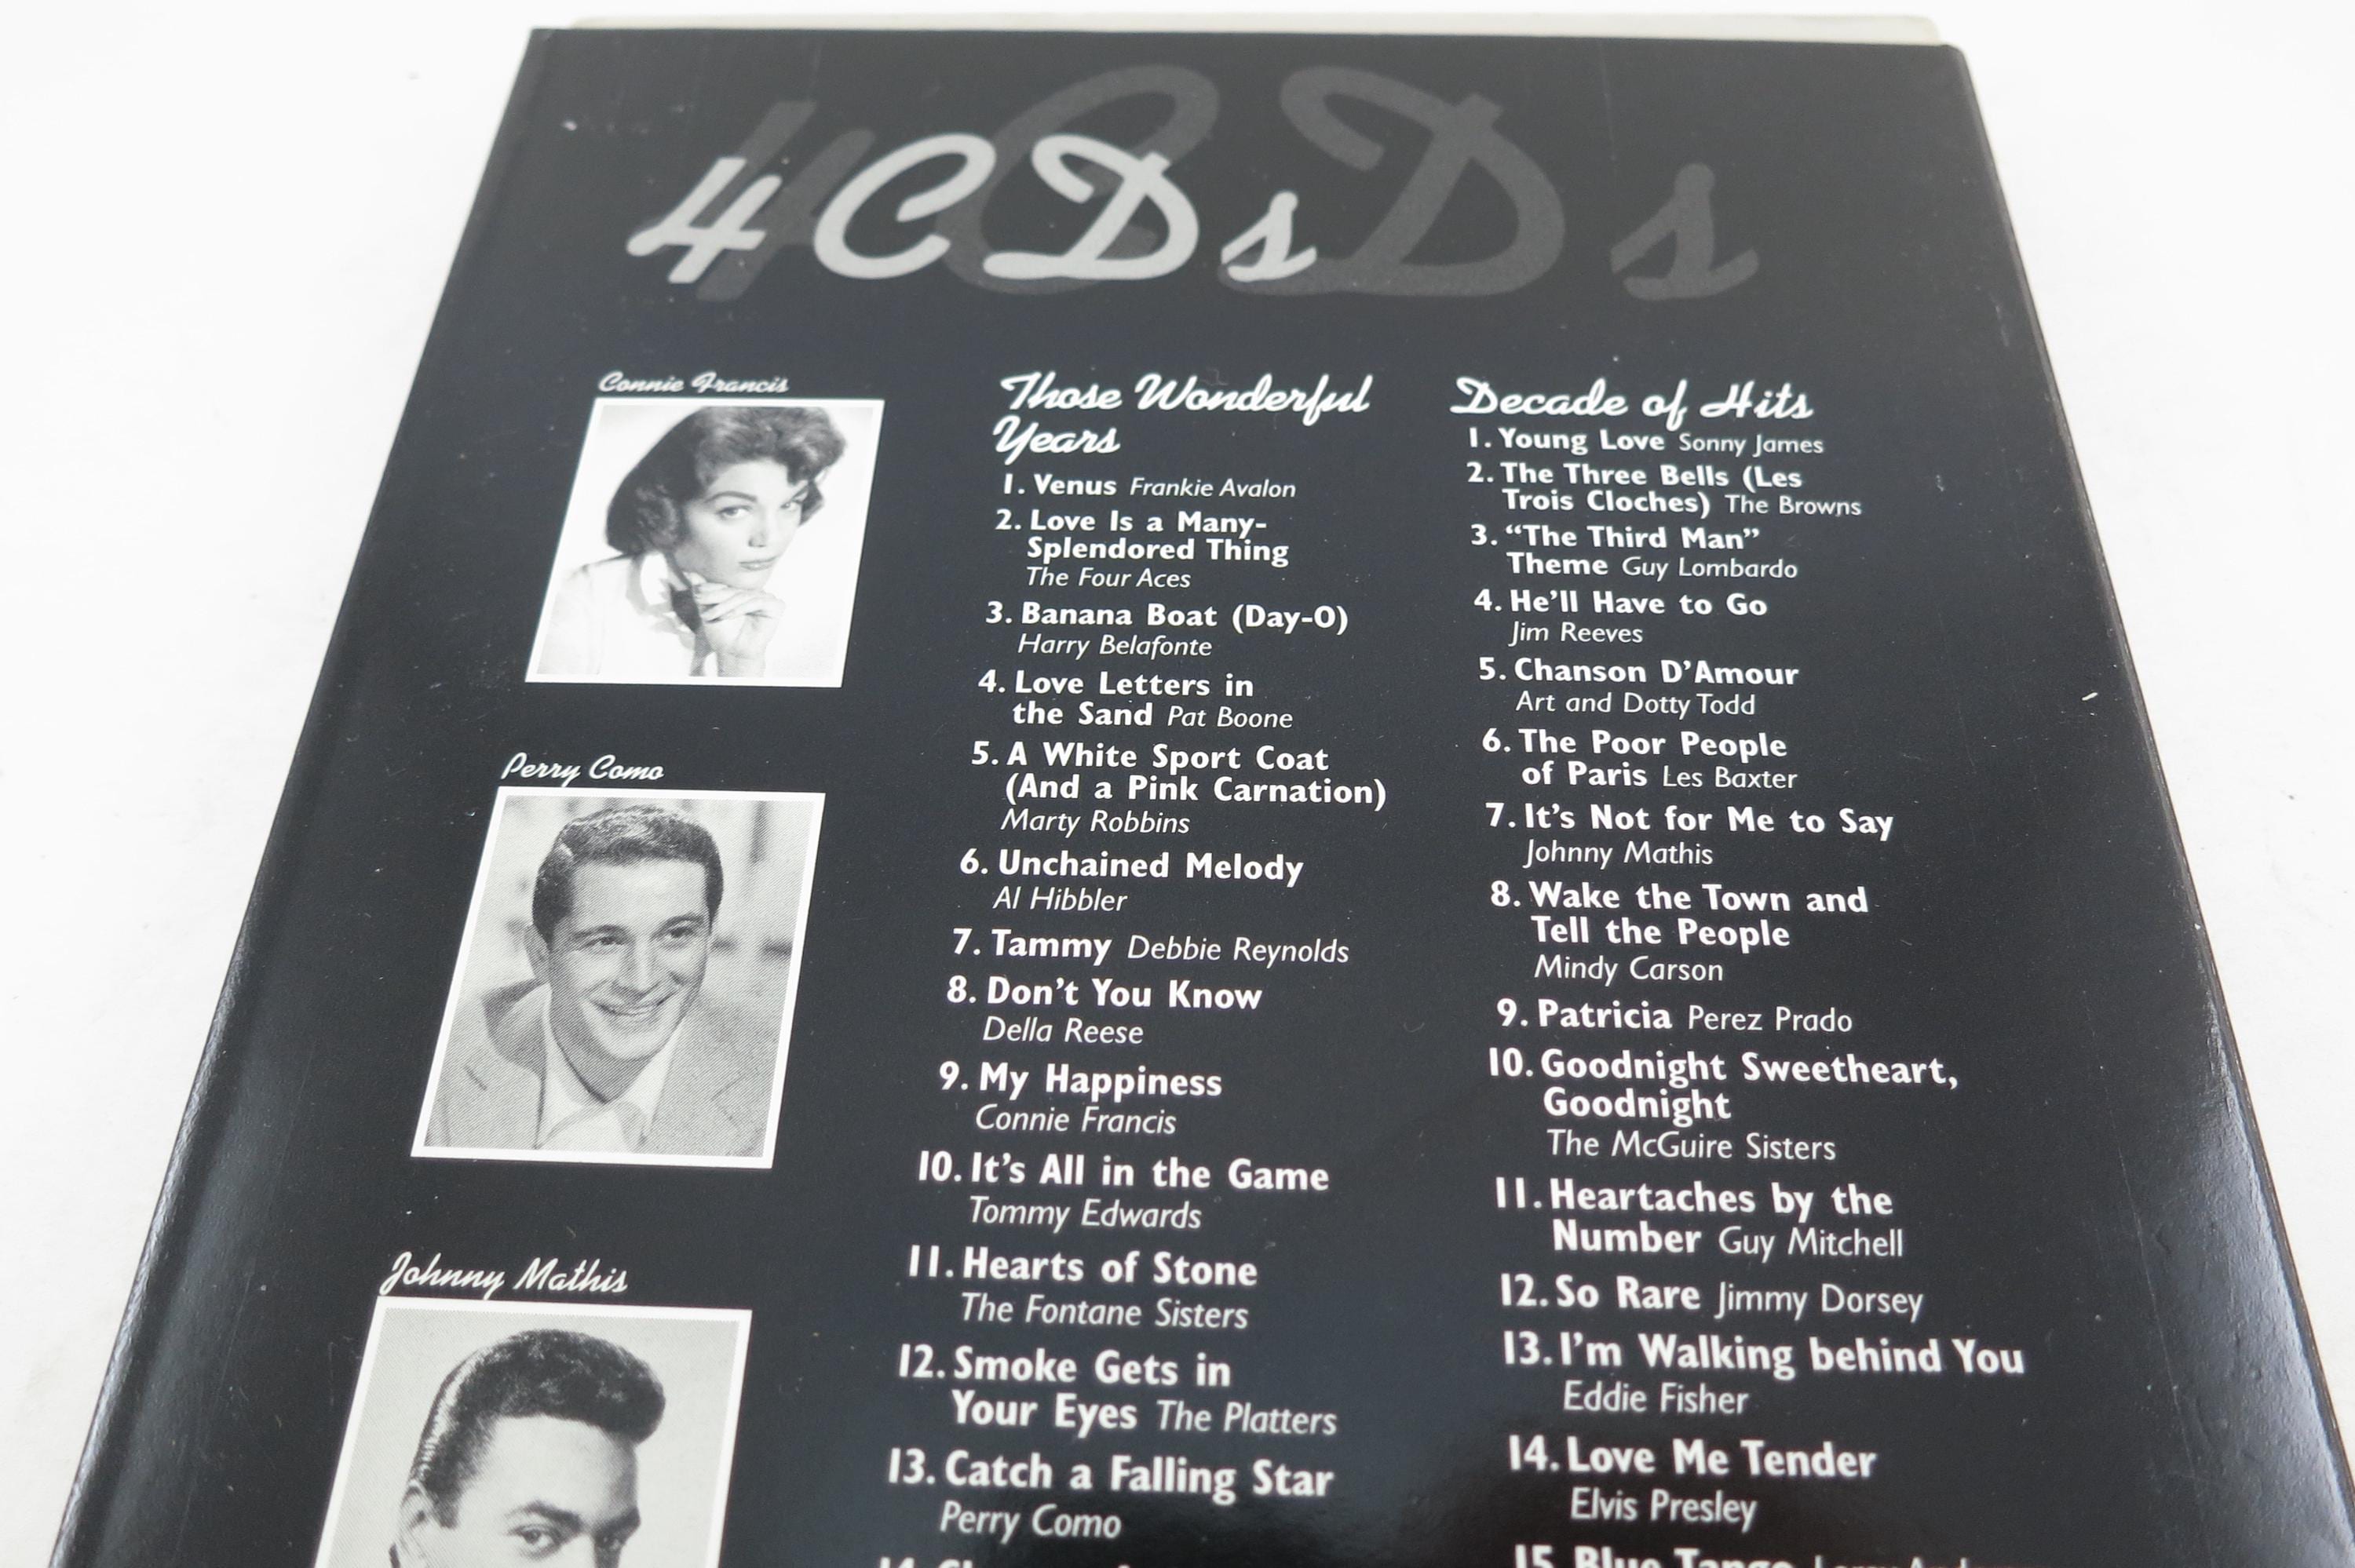 4 CDs
4 CDs
Connie Francis
Perry Como
Johnny Mathis
Those Wonderful
Years
1. Venus Frankie Avalon
2. Love Is a Many-
Splendored Thing
The Four Aces
3. Banana Boat (Day-O)
Harry Belafonte
4. Love Letters in
the Sand Pat Boone
5. A White Sport Coat
(And a Pink Carnation)
Marty Robbins
6. Unchained Melody
Al Hibbler
7. Tammy Debbie Reynolds
8. Don't You Know
Della Reese
9. My Happiness
Connie Francis
10. It's All in the Game
Tommy Edwards
11. Hearts of Stone
The Fontane Sisters
12. Smoke Gets in
Your Eyes The Platters
13. Catch a Falling Star
Perry Como
14.
Decade of Hits
1. Young Love Sonny James
2. The Three Bells (Les
Trois Cloches) The Browns
3. “The Third Man”
Theme Guy Lombardo
4. He'll Have to Go
Jim Reeves
5. Chanson D'Amour
Art and Dotty Todd
6. The Poor People
of Paris Les Baxter
7. It's Not for Me to Say
Johnny Mathis
8. Wake the Town and
Tell the People
Mindy Carson
9. Patricia Perez Prado
10. Goodnight Sweetheart,
Goodnight
The McGuire Sisters
11. Heartaches by the
Number Guy Mitchell
12. So Rare Jimmy Dorsey
13. I'm Walking behind You
Eddie Fisher
14. Love Me Tender
Elvis Presley
15. Blue Tango